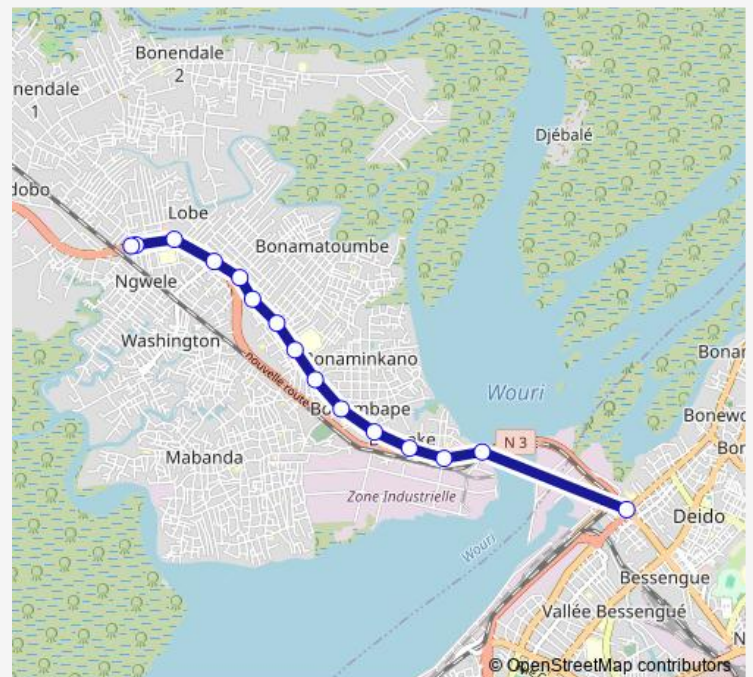 Bonendale
2
nendale
1
Djébalé
dobo
Lobe
Bonamatoumbe
Ngwele
Washington
Bonaminkano
nouvelle route
Wouri
Bonar
Bonewo
Bon
N 3
Mabanda
Zone Industrielle
Deido
Wouri
Bessengue
Vallée Bessengué
N
© OpenStreetMap contributors